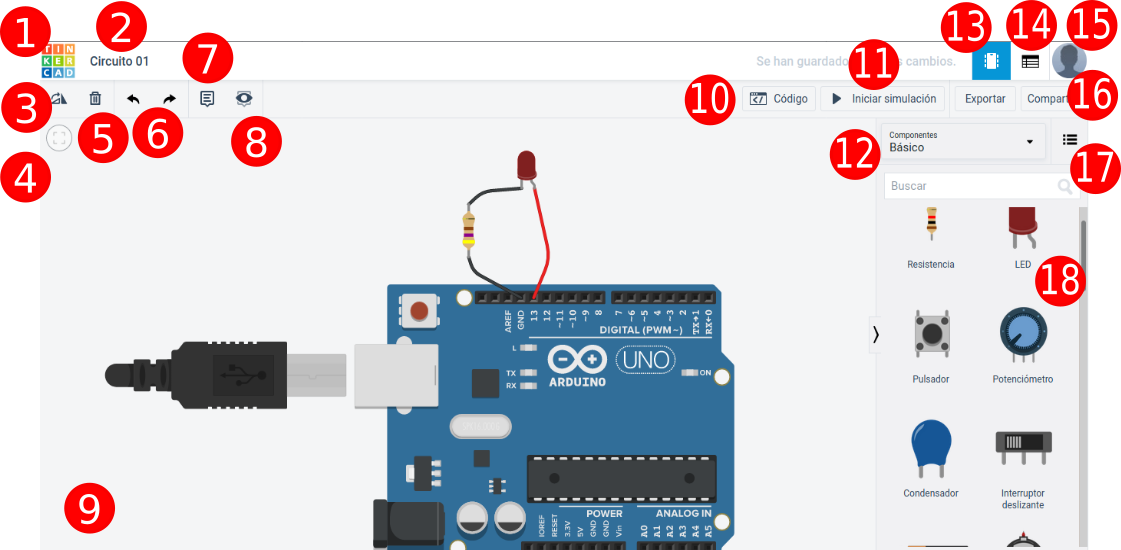 1
2
7
13
14
15
TIN
KER
CAD
Circuito 01
Se han guardado
11
s cambios.
3
5
6
8
10
Código
Iniciar simulación
Exportar
Compart
16
4
12
Componentes
Básico
17
Buscar
Resistencia
LED
18
Pulsador
Potenciómetro
Condensador
Interruptor
deslizante
9
AREF
GND
13
12
~11
~10
~9
8
7
~6
~5
4
~3
2
TX→1
RX←0
DIGITAL (PWM~)
L
TX
RX
ARDUINO
UNO
ON
POWER
ANALOG IN
IOREF
RESET
3.3V
5V
GND
GND
Vin
A0
A1
A2
A3
A4
A5